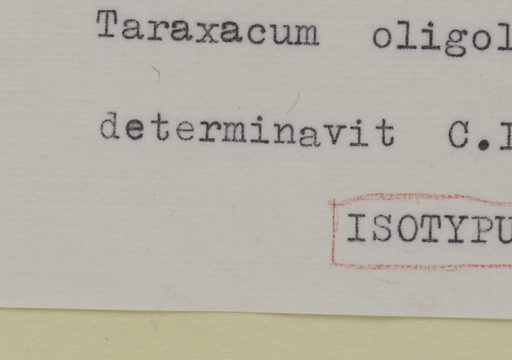 Taraxacum oligol
determinavit C.
ISOTYPU